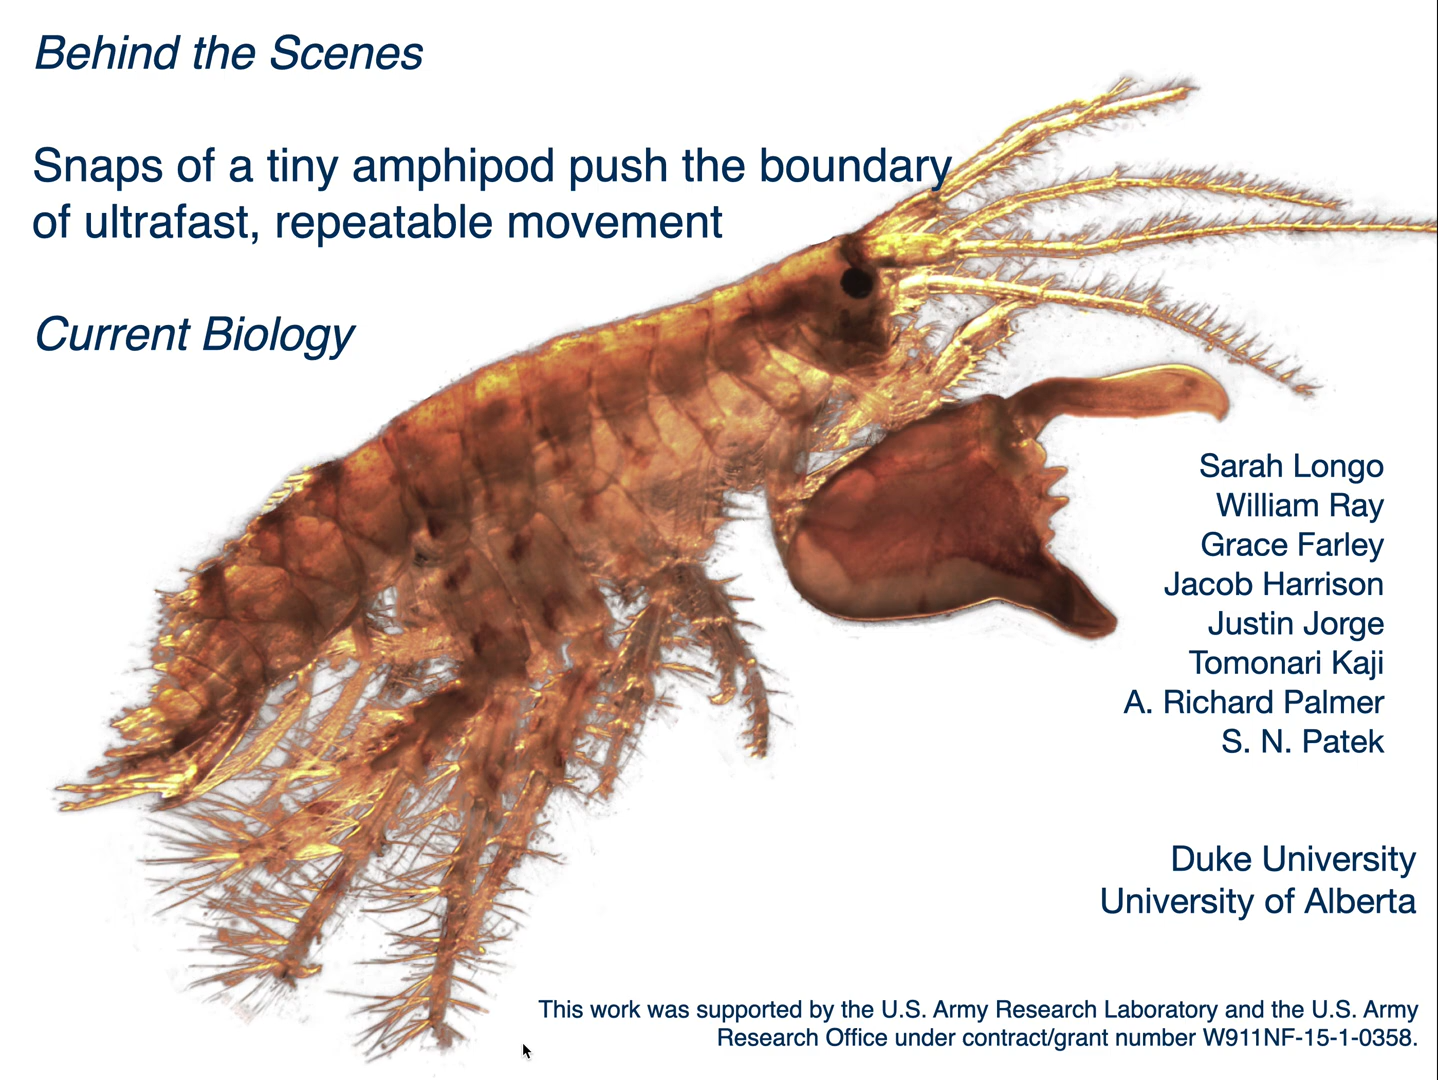 Behind the Scenes
Snaps of a tiny amphipod push the boundary
of ultrafast, repeatable movement
Current Biology
Sarah Longo
William Ray
Grace Farley
Jacob Harrison
Justin Jorge
Tomonari Kaji
A. Richard Palmer
S. N. Patek
Duke University
University of Alberta
This work was supported by the U.S. Army Research Laboratory and the U.S. Army
Research Office under contract/grant number W911NF-15-1-0358.